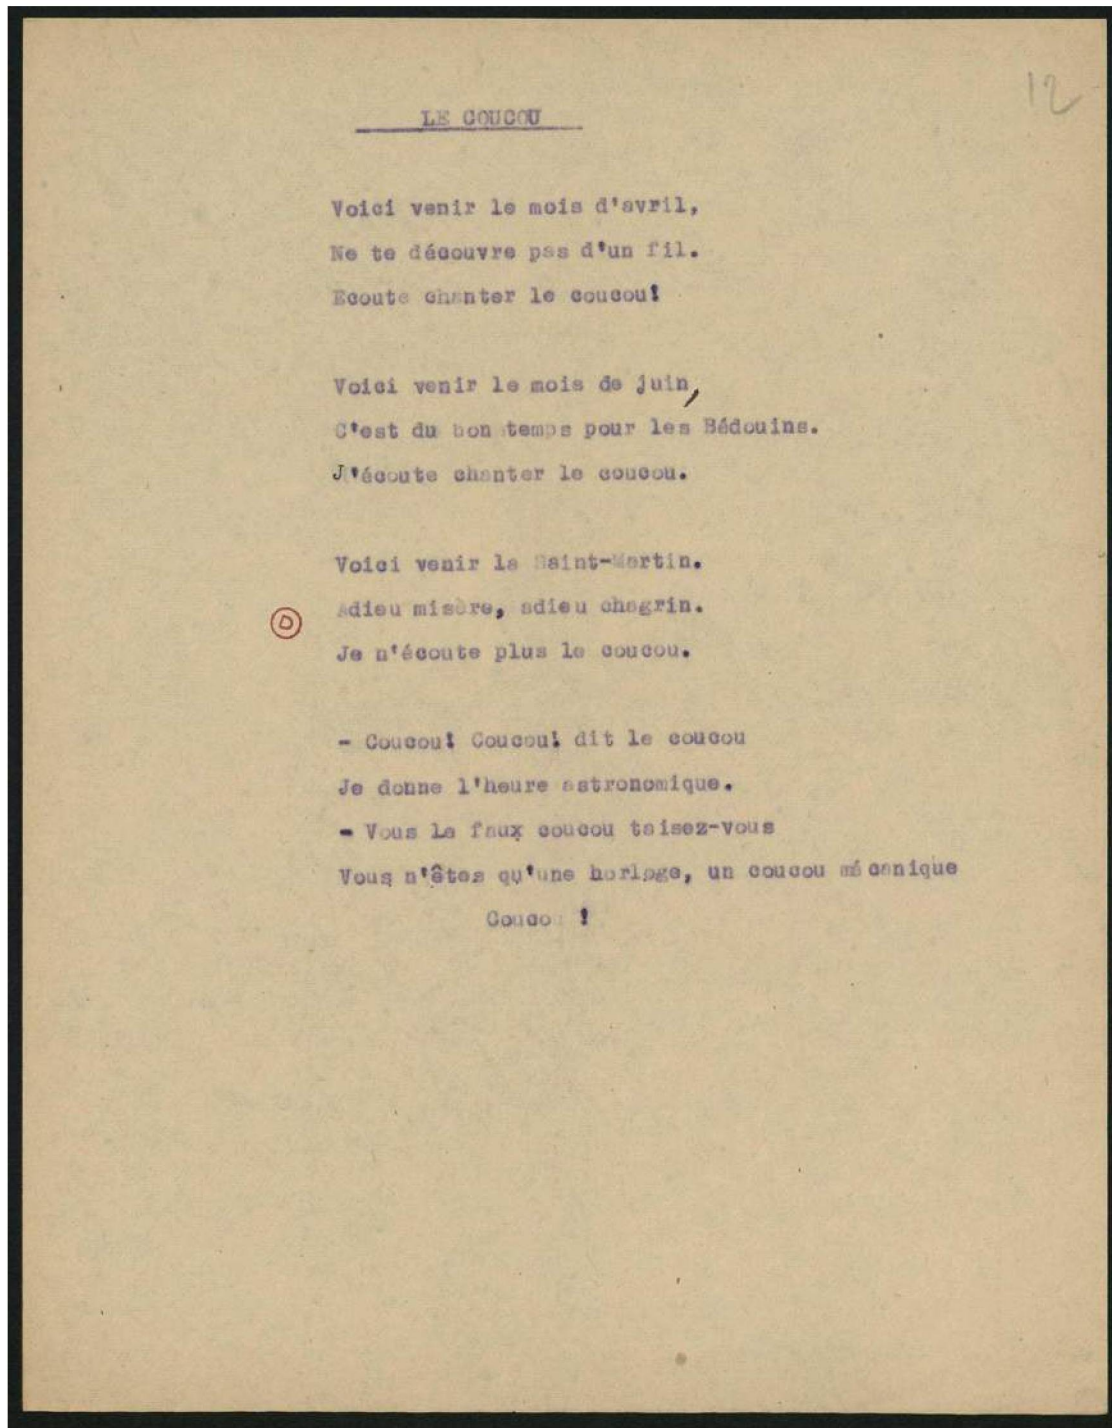 12
LE COUCOU
Voici venir le mois d'avril,
Ne te découvre pas d'un fil.
Ecoute chanter le coucou!
Voici venir le mois de juin,
C'est du bon temps pour les Bédouins.
J'écoute chanter le coucou.
Voici venir la Saint-Martin.
Adieu misère, adieu chagrin.
D
Je n'écoute plus le coucou.
- Coucou! Coucou! dit le coucou
Je donne l'heure astronomique.
- Vous le faux coucou taisez-vous
Vous n'êtes qu'une horloge, un coucou mécanique
Coucou !